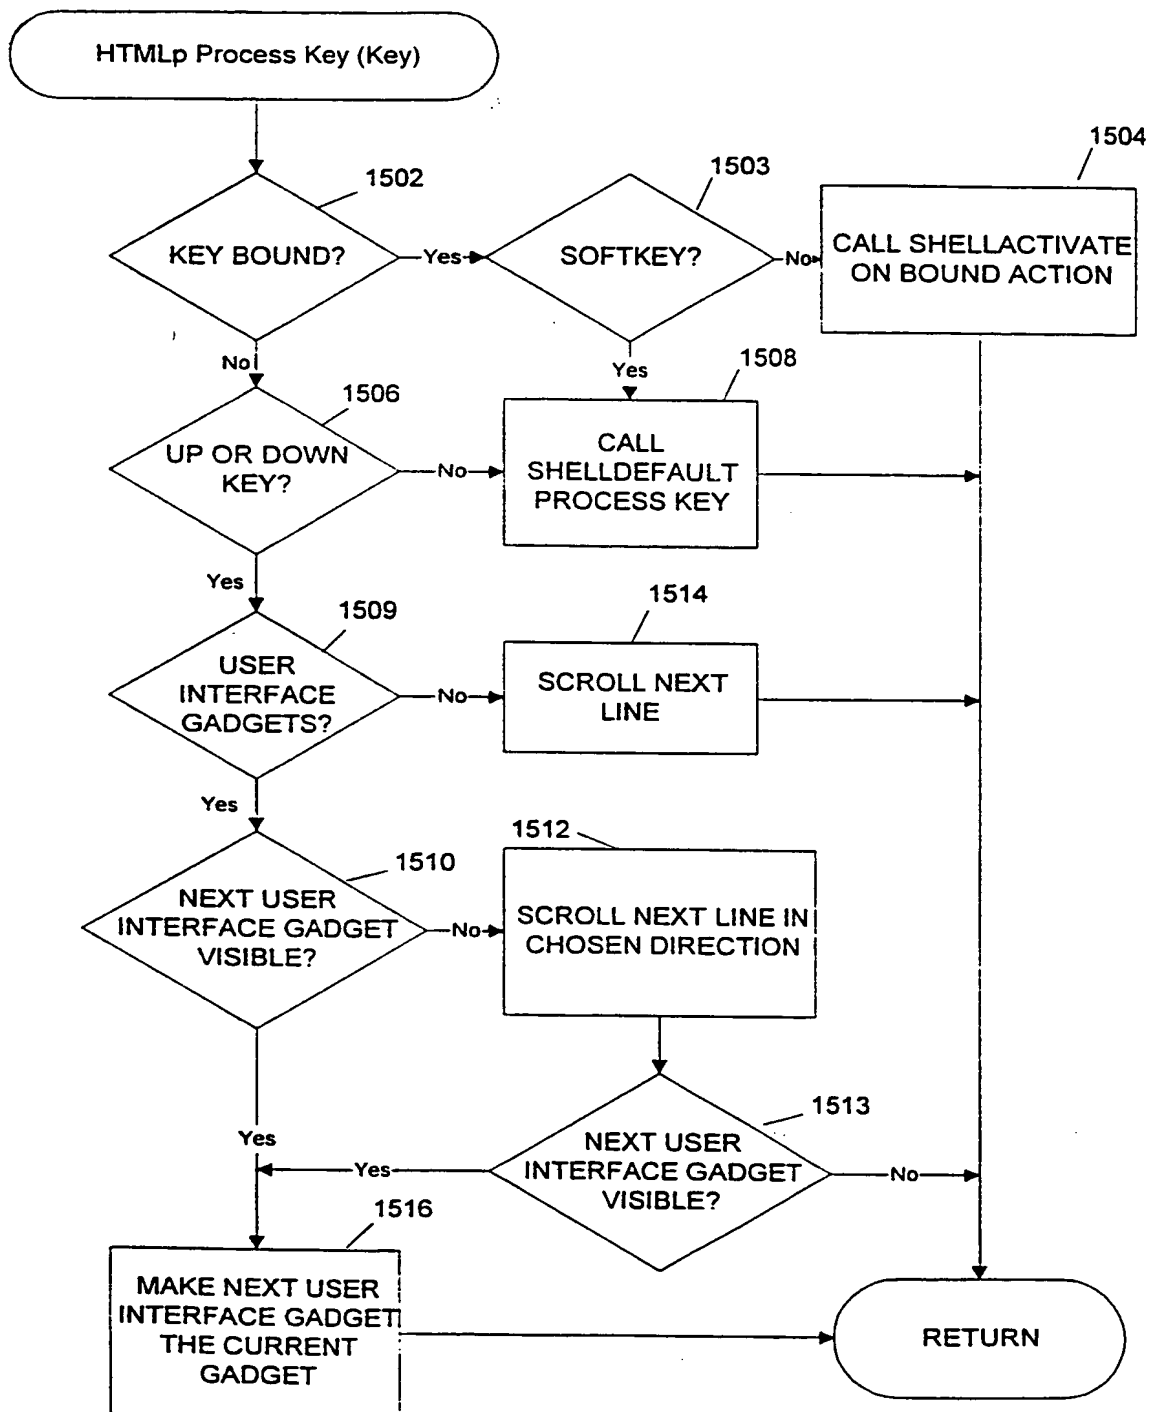 HTMLp Process Key (Key)
1502
1503
1504
KEY BOUND?
Yes
SOFTKEY?
No
CALL SHELLACTIVATE
ON BOUND ACTION
No
Yes
1506
1508
UP OR DOWN
KEY?
No
CALL
SHELLDEFAULT
PROCESS KEY
Yes
1509
1514
USER
INTERFACE
GADGETS?
No
SCROLL NEXT
LINE
Yes
1510
1512
NEXT USER
INTERFACE GADGET
VISIBLE?
No
SCROLL NEXT LINE IN
CHOSEN DIRECTION
1513
Yes
NEXT USER
INTERFACE GADGET
VISIBLE?
Yes
No
1516
MAKE NEXT USER
INTERFACE GADGET
THE CURRENT
GADGET
RETURN